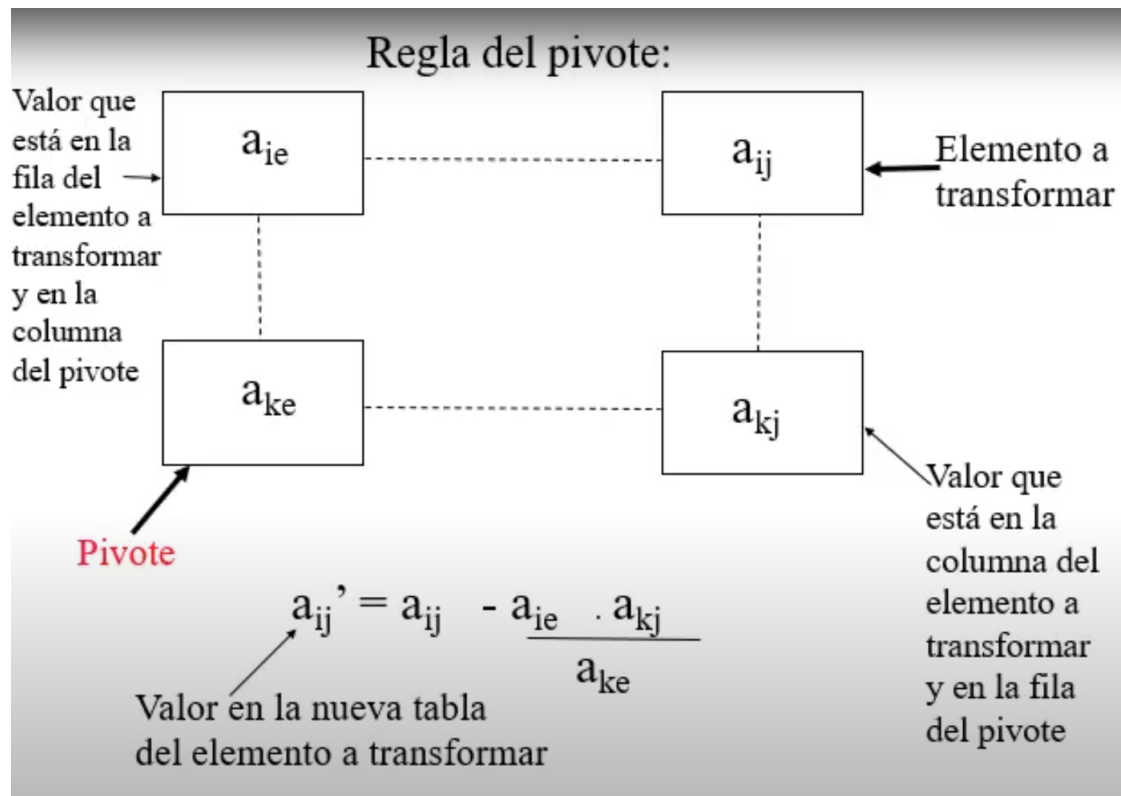 Regla del pivote:
Valor que
está en la
fila del
elemento a
transformar
y en la
columna
del pivote
a_ie
a_ij
Elemento a
transformar
a_ke
a_kj
Pivote
Valor que
está en la
columna del
elemento a
transformar
y en la fila
del pivote
a_ij' = a_ij - a_ie . a_kj
a_ke
Valor en la nueva tabla
del elemento a transformar